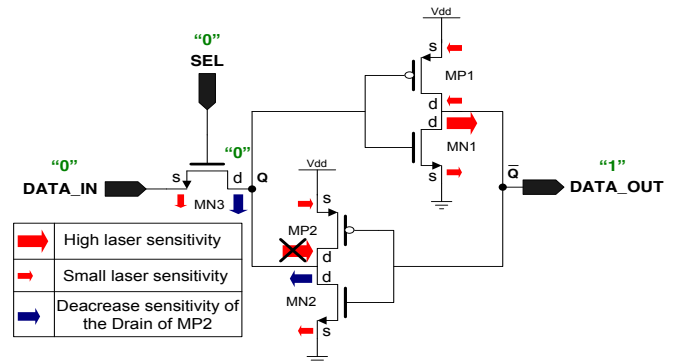 "0"
SEL
"0"
DATA_IN
"0"
s
d
Q
MN3
Vdd
s
MP1
d
d
MN1
s
Vdd
s
MP2
d
d
MN2
s
Q
"1"
DATA_OUT
High laser sensitivity
Small laser sensitivity
Deacrease sensitivity of
the Drain of MP2